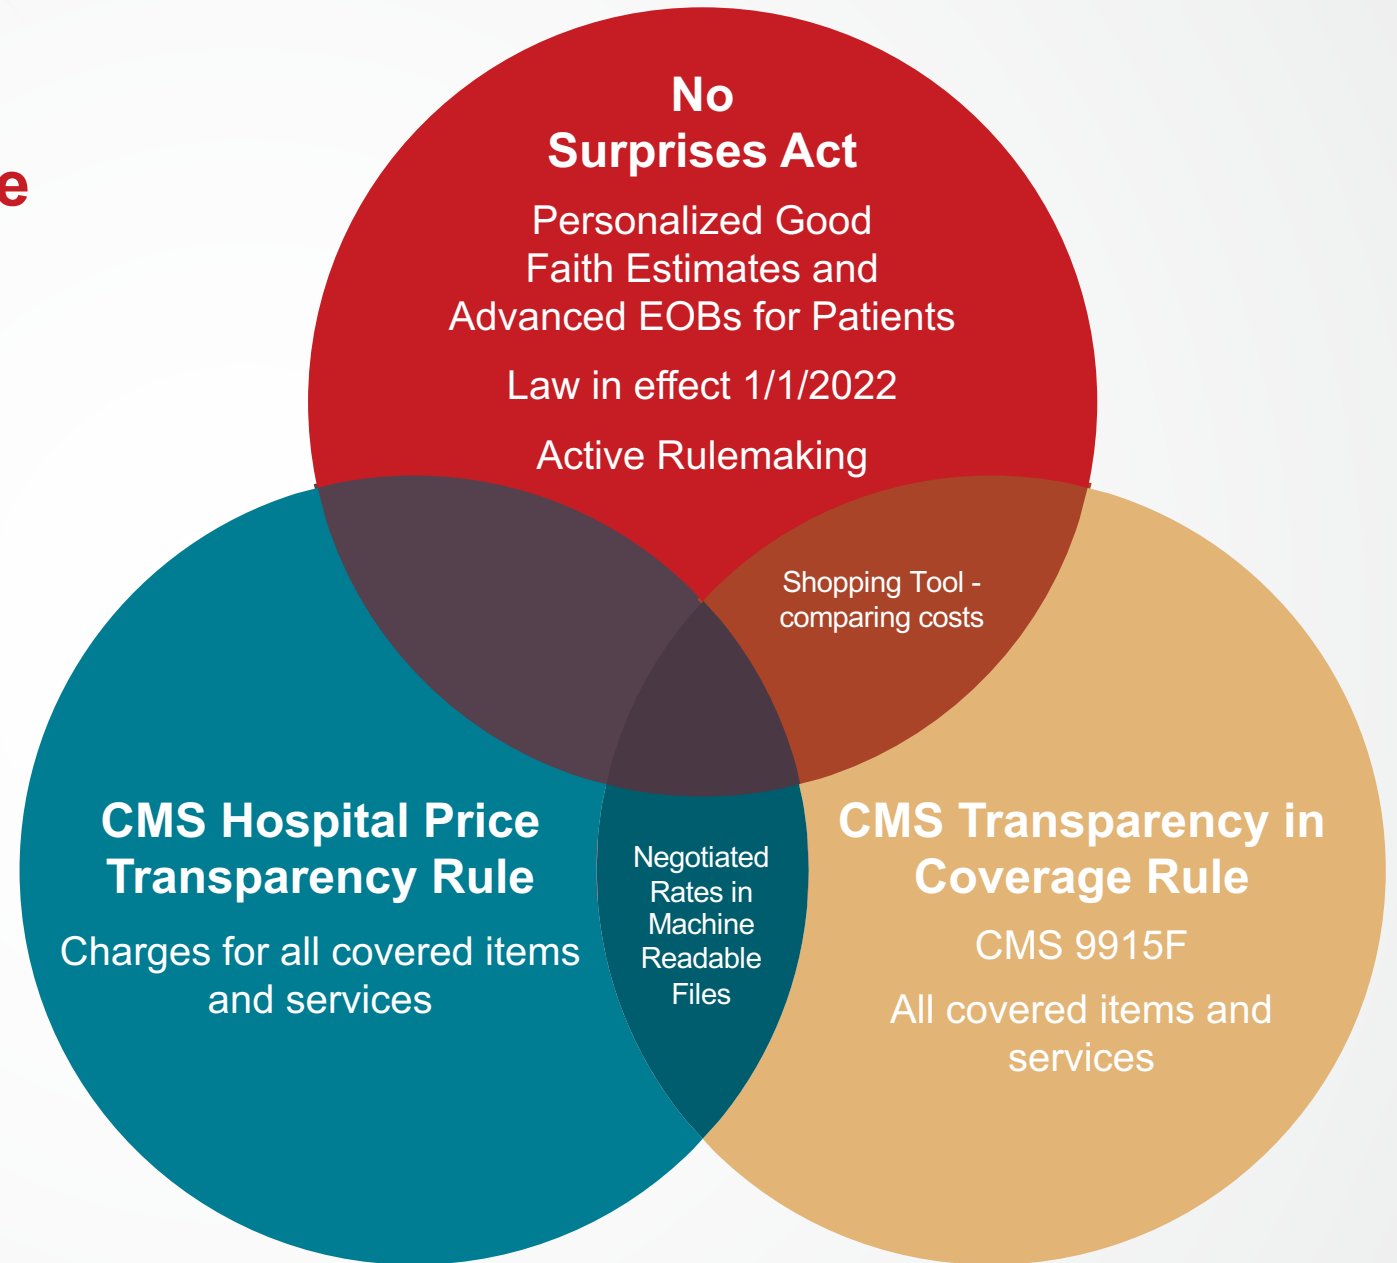 e
No
Surprises Act
Personalized Good
Faith Estimates and
Advanced EOBs for Patients
Law in effect 1/1/2022
Active Rulemaking
Shopping Tool -
comparing costs
CMS Hospital Price
Transparency Rule
Charges for all covered items
and services
Negotiated
Rates in
Machine
Readable
Files
CMS Transparency in
Coverage Rule
CMS 9915F
All covered items and
services